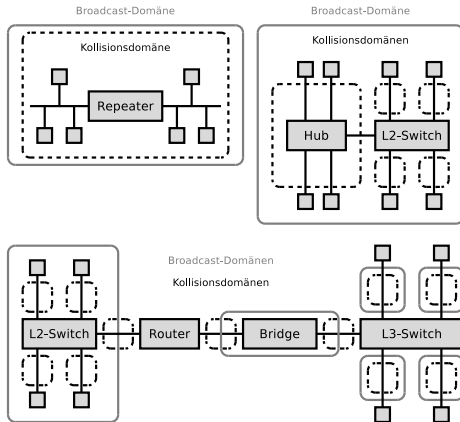 Broadcast-Domäne
Kollisionsdomäne
Repeater
Broadcast-Domäne
Kollisionsdomänen
Hub
L2-Switch
Broadcast-Domänen
Kollisionsdomänen
L2-Switch
Router
Bridge
L3-Switch